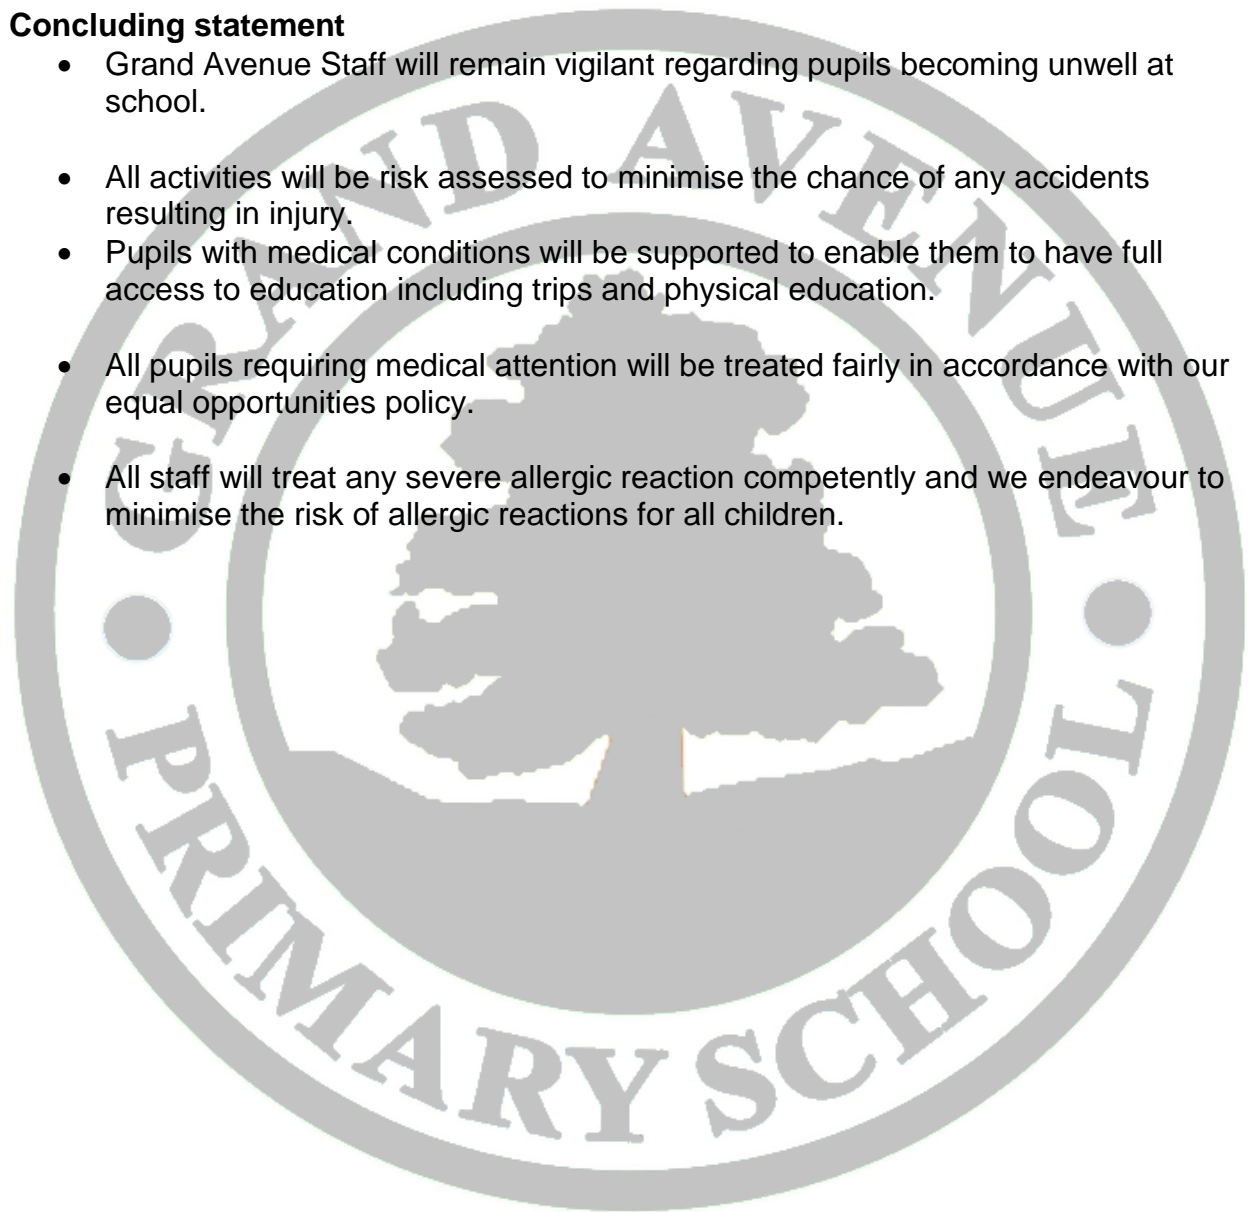 Concluding statement
• Grand Avenue Staff will remain vigilant regarding pupils becoming unwell at
school.
• All activities will be risk assessed to minimise the chance of any accidents
resulting in injury.
• Pupils with medical conditions will be supported to enable them to have full
access to education including trips and physical education.
• All pupils requiring medical attention will be treated fairly in accordance with our
equal opportunities policy.
• All staff will treat any severe allergic reaction competently and we endeavour to
minimise the risk of allergic reactions for all children.
GRAND AVENUE
• PRIMARY SCHOOL •